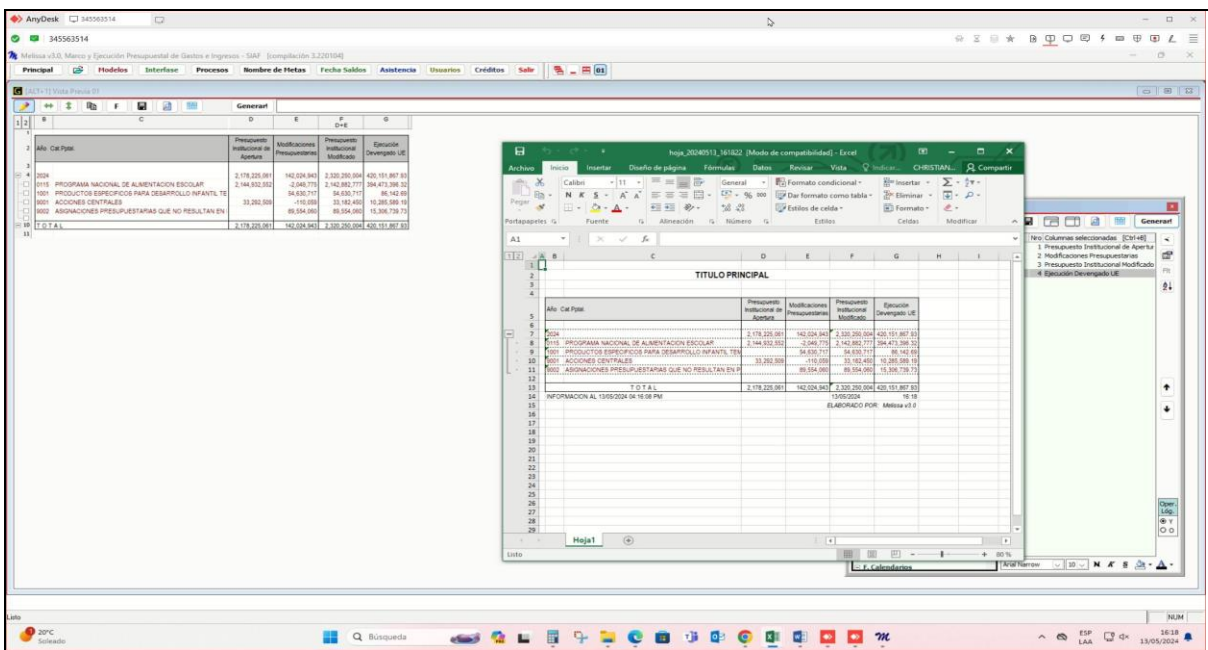 AnyDesk 345563514
345563514
Melissa v3.0, Marco y Ejecución Presupuestal de Gastos e Ingresos - SIAF [compilación 3.220104]
Principal Modelos Interfase Procesos Nombre de Metas Fecha Saldos Asistencia Usuarios Créditos Salir 01
[ALT+1] Vista Previa 01
F Generar!
1 2 B C D E F G
D+E
Año Cat.Pptal. Presupuesto Institucional de Apertura Modificaciones Presupuestarias Presupuesto Institucional Modificado Ejecución Devengado UE
2024 2,178,225,061 142,024,943 2,320,250,004 420,151,867.93
0115 PROGRAMA NACIONAL DE ALIMENTACION ESCOLAR 2,144,932,552 -2,049,775 2,142,882,777 394,473,396.32
1001 PRODUCTOS ESPECIFICOS PARA DESARROLLO INFANTIL TE 54,630,717 54,630,717 86,142.69
9001 ACCIONES CENTRALES 33,292,509 -110,059 33,182,450 10,285,589.19
9002 ASIGNACIONES PRESUPUESTARIAS QUE NO RESULTAN EN 89,554,060 89,554,060 15,306,739.73
T O T A L 2,178,225,061 142,024,943 2,320,250,004 420,151,867.93
hoja_20240513_161822 [Modo de compatibilidad] - Excel
Archivo Inicio Insertar Diseño de página Fórmulas Datos Revisar Vista Indicar... CHRISTIAN... Compartir
Pegar Calibri 11 General Formato condicional Insertar
N K S % 000 Dar formato como tabla Eliminar
Estilos de celda Formato
Portapapeles Fuente Alineación Número Estilos Celdas Modificar
A1 fx
1 2 A B C D E F G H I
TITULO PRINCIPAL
Año Cat.Pptal. Presupuesto Institucional de Apertura Modificaciones Presupuestarias Presupuesto Institucional Modificado Ejecución Devengado UE
2024 2,178,225,061 142,024,943 2,320,250,004 420,151,867.93
0115 PROGRAMA NACIONAL DE ALIMENTACION ESCOLAR 2,144,932,552 -2,049,775 2,142,882,777 394,473,396.32
1001 PRODUCTOS ESPECIFICOS PARA DESARROLLO INFANTIL TEM 54,630,717 54,630,717 86,142.69
9001 ACCIONES CENTRALES 33,292,509 -110,059 33,182,450 10,285,589.19
9002 ASIGNACIONES PRESUPUESTARIAS QUE NO RESULTAN EN P 89,554,060 89,554,060 15,306,739.73
T O T A L 2,178,225,061 142,024,943 2,320,250,004 420,151,867.93
INFORMACION AL 13/05/2024 04:16:08 PM 13/05/2024 16:18
ELABORADO POR: Melissa v3.0
Hoja1
Listo 80 %
Generar!
Nro Columnas seleccionadas [Ctrl+B]
1 Presupuesto Institucional de Apertur
2 Modificaciones Presupuestarias
3 Presupuesto Institucional Modificado
4 Ejecución Devengado UE
Oper. Lóg.
Y
O
F. Calendarios Arial Narrow 10 N K S A
Listo NUM
20°C
Soleado
Búsqueda
ESP
LAA
16:18
13/05/2024